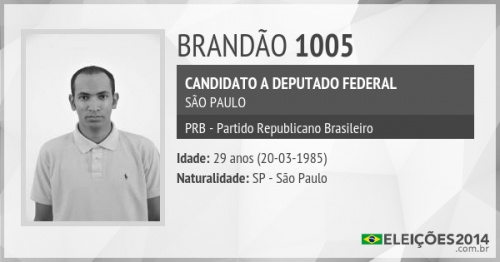 BRANDÃO 1005
CANDIDATO A DEPUTADO FEDERAL
SÃO PAULO
PRB - Partido Republicano Brasileiro
Idade: 29 anos (20-03-1985)
Naturalidade: SP - São Paulo
ELEIÇÕES2014
.com.br